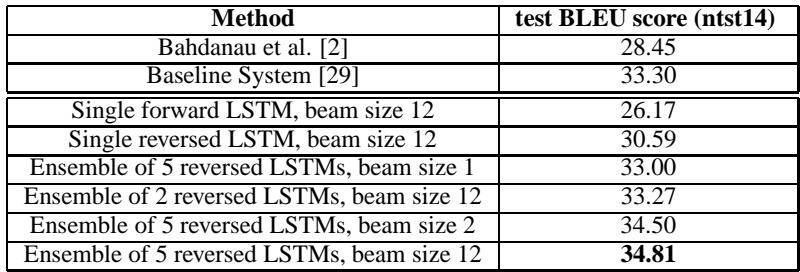 Method test BLEU score (ntst14)
Bahdanau et al. [2] 28.45
Baseline System [29] 33.30
Single forward LSTM, beam size 12 26.17
Single reversed LSTM, beam size 12 30.59
Ensemble of 5 reversed LSTMs, beam size 1 33.00
Ensemble of 2 reversed LSTMs, beam size 12 33.27
Ensemble of 5 reversed LSTMs, beam size 2 34.50
Ensemble of 5 reversed LSTMs, beam size 12 34.81